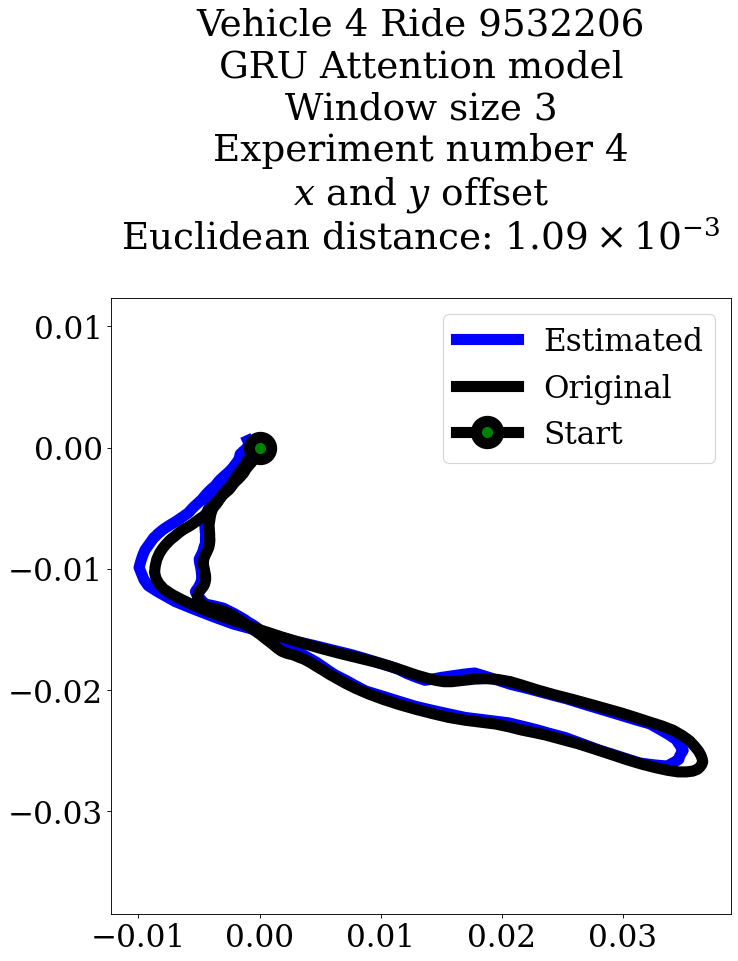 Vehicle 4 Ride 9532206
GRU Attention model
Window size 3
Experiment number 4
x and y offset
Euclidean distance: 1.09 × 10⁻³
Estimated
Original
Start
0.01
0.00
−0.01
−0.02
−0.03
−0.01 0.00 0.01 0.02 0.03